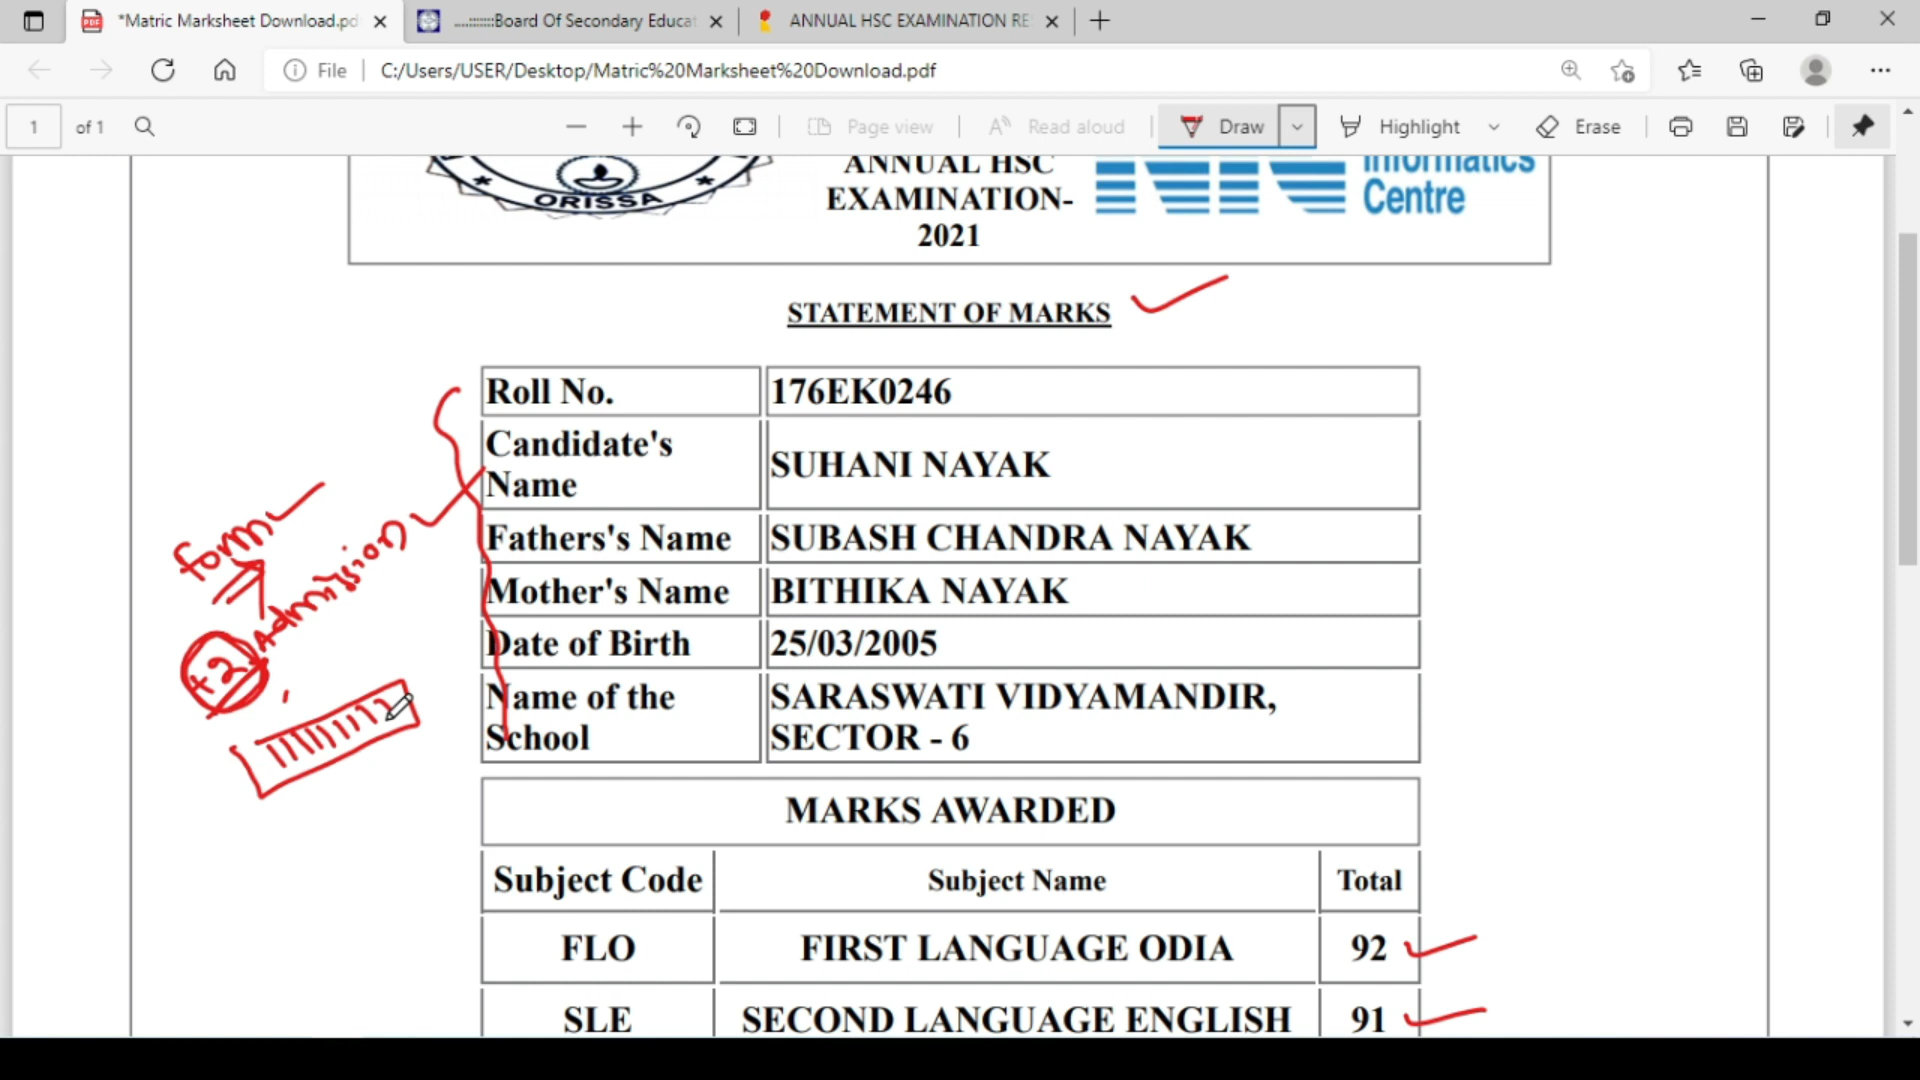 *Matric Marksheet Download.pd
....::::::Board Of Secondary Educat
ANNUAL HSC EXAMINATION RE
File
C:/Users/USER/Desktop/Matric%20Marksheet%20Download.pdf
1 of 1
Page view
Read aloud
Draw
Highlight
Erase
ORISSA
ANNUAL HSC
EXAMINATION-
2021
Informatics
Centre
STATEMENT OF MARKS
Roll No. 176EK0246
Candidate's
Name
SUHANI NAYAK
Fathers's Name SUBASH CHANDRA NAYAK
Mother's Name BITHIKA NAYAK
Date of Birth 25/03/2005
Name of the
School
SARASWATI VIDYAMANDIR,
SECTOR - 6
form
Admission
+2
MARKS AWARDED
Subject Code Subject Name Total
FLO FIRST LANGUAGE ODIA 92
SLE SECOND LANGUAGE ENGLISH 91